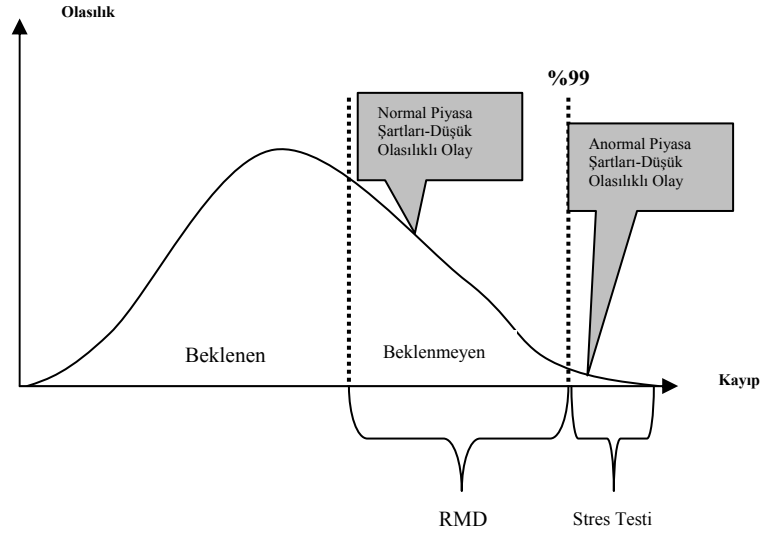 Olasılık
%99
Normal Piyasa
Şartları-Düşük
Olasılıklı Olay
Anormal Piyasa
Şartları-Düşük
Olasılıklı Olay
Beklenen
Beklenmeyen
Kayıp
RMD
Stres Testi